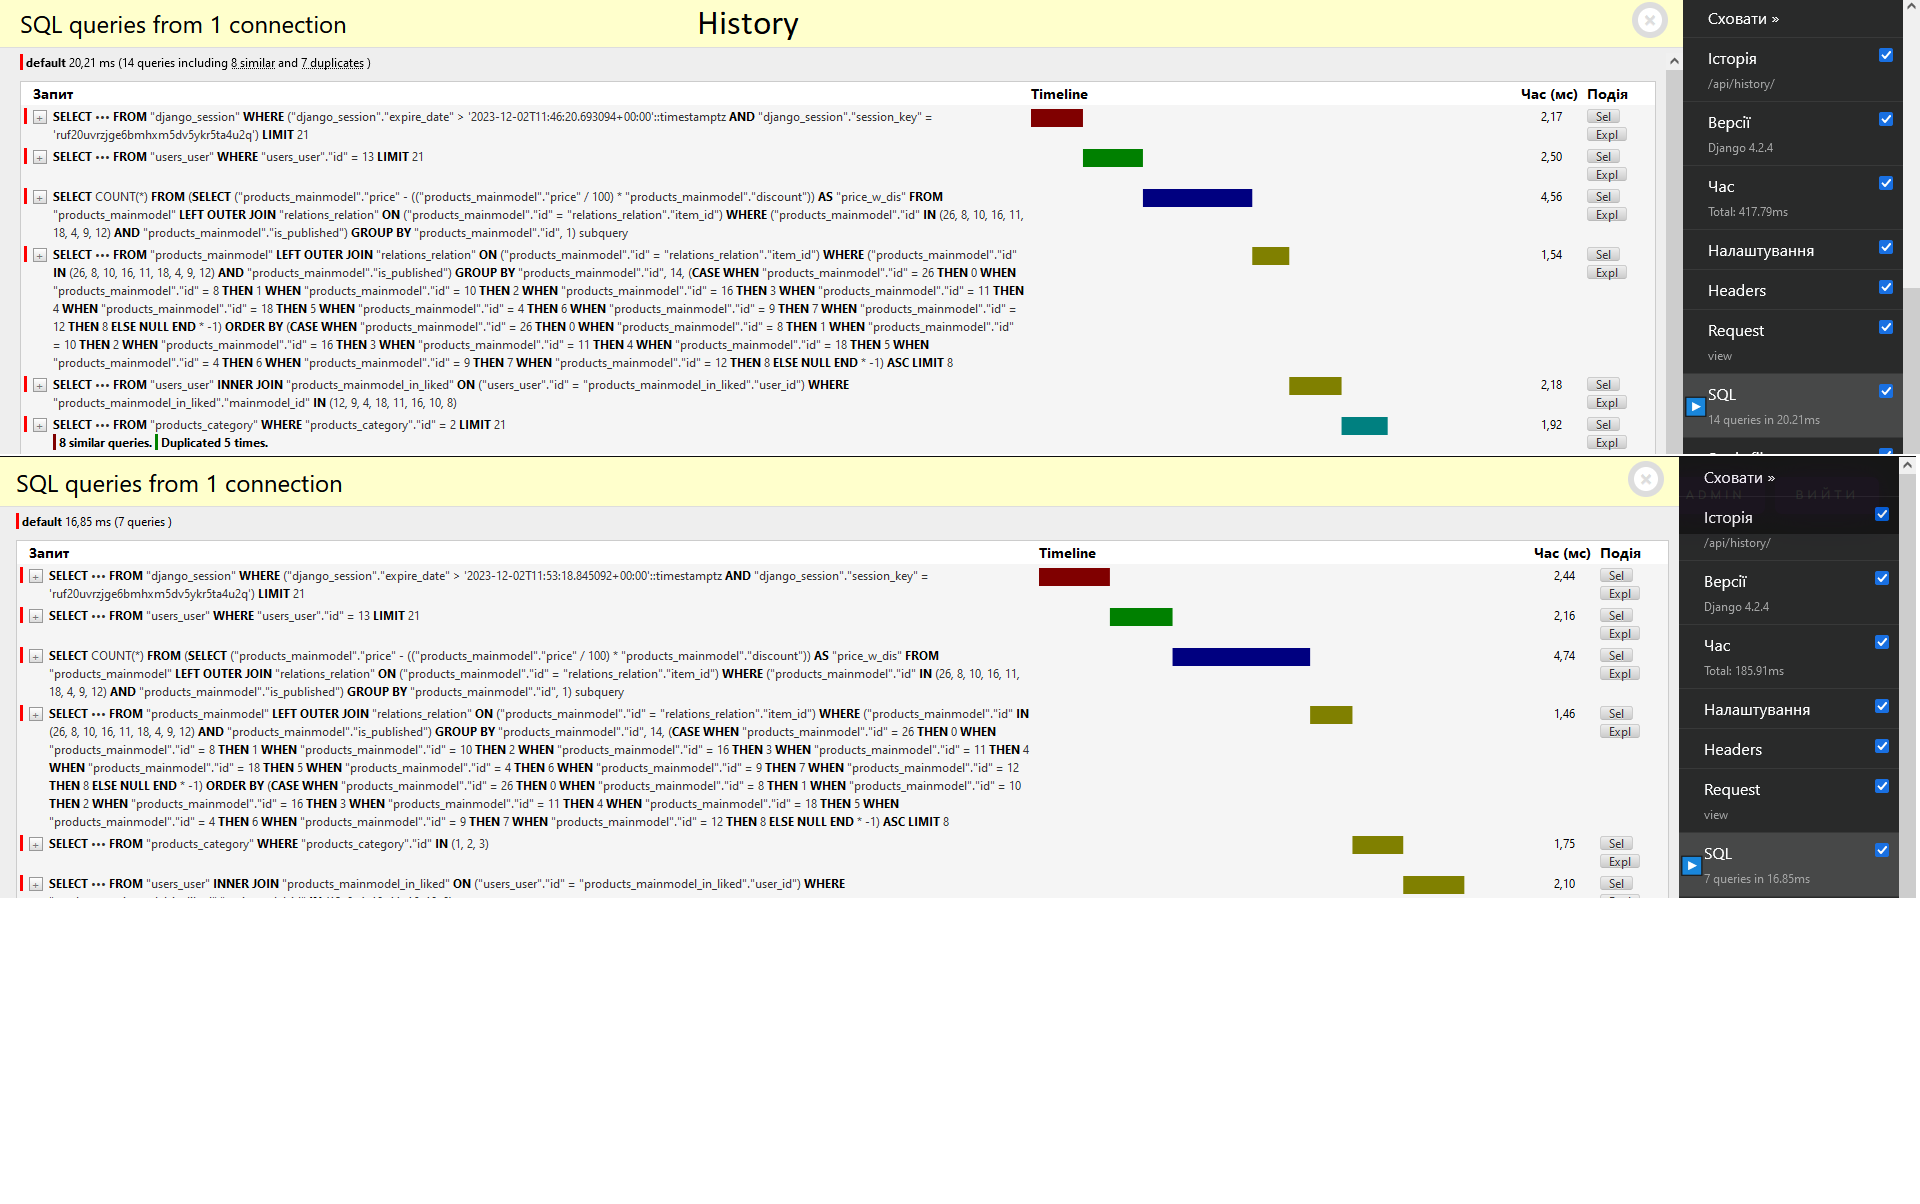 SQL queries from 1 connection
History
default 20,21 ms (14 queries including 8 similar and 7 duplicates )
Запит Timeline Час (мс) Подія
SELECT ••• FROM "django_session" WHERE ("django_session"."expire_date" > '2023-12-02T11:46:20.693094+00:00'::timestamptz AND "django_session"."session_key" = 2,17 Sel
'ruf20uvrzjge6bmhxm5dv5ykr5ta4u2q') LIMIT 21 Expl
SELECT ••• FROM "users_user" WHERE "users_user"."id" = 13 LIMIT 21 2,50 Sel
Expl
SELECT COUNT(*) FROM (SELECT ("products_mainmodel"."price" - (("products_mainmodel"."price" / 100) * "products_mainmodel"."discount")) AS "price_w_dis" FROM 4,56 Sel
"products_mainmodel" LEFT OUTER JOIN "relations_relation" ON ("products_mainmodel"."id" = "relations_relation"."item_id") WHERE ("products_mainmodel"."id" IN (26, 8, 10, 16, 11, Expl
18, 4, 9, 12) AND "products_mainmodel"."is_published") GROUP BY "products_mainmodel"."id", 1) subquery
SELECT ••• FROM "products_mainmodel" LEFT OUTER JOIN "relations_relation" ON ("products_mainmodel"."id" = "relations_relation"."item_id") WHERE ("products_mainmodel"."id" 1,54 Sel
IN (26, 8, 10, 16, 11, 18, 4, 9, 12) AND "products_mainmodel"."is_published") GROUP BY "products_mainmodel"."id", 14, (CASE WHEN "products_mainmodel"."id" = 26 THEN 0 WHEN Expl
"products_mainmodel"."id" = 8 THEN 1 WHEN "products_mainmodel"."id" = 10 THEN 2 WHEN "products_mainmodel"."id" = 16 THEN 3 WHEN "products_mainmodel"."id" = 11 THEN
4 WHEN "products_mainmodel"."id" = 18 THEN 5 WHEN "products_mainmodel"."id" = 4 THEN 6 WHEN "products_mainmodel"."id" = 9 THEN 7 WHEN "products_mainmodel"."id" =
12 THEN 8 ELSE NULL END * -1) ORDER BY (CASE WHEN "products_mainmodel"."id" = 26 THEN 0 WHEN "products_mainmodel"."id" = 8 THEN 1 WHEN "products_mainmodel"."id"
= 10 THEN 2 WHEN "products_mainmodel"."id" = 16 THEN 3 WHEN "products_mainmodel"."id" = 11 THEN 4 WHEN "products_mainmodel"."id" = 18 THEN 5 WHEN
"products_mainmodel"."id" = 4 THEN 6 WHEN "products_mainmodel"."id" = 9 THEN 7 WHEN "products_mainmodel"."id" = 12 THEN 8 ELSE NULL END * -1) ASC LIMIT 8
SELECT ••• FROM "users_user" INNER JOIN "products_mainmodel_in_liked" ON ("users_user"."id" = "products_mainmodel_in_liked"."user_id") WHERE 2,18 Sel
"products_mainmodel_in_liked"."mainmodel_id" IN (12, 9, 4, 18, 11, 16, 10, 8) Expl
SELECT ••• FROM "products_category" WHERE "products_category"."id" = 2 LIMIT 21 1,92 Sel
8 similar queries. Duplicated 5 times. Expl
Сховати »
Історія
/api/history/
Версії
Django 4.2.4
Час
Total: 417.79ms
Налаштування
Headers
Request
view
SQL
14 queries in 20.21ms
SQL queries from 1 connection
default 16,85 ms (7 queries )
Запит Timeline Час (мс) Подія
SELECT ••• FROM "django_session" WHERE ("django_session"."expire_date" > '2023-12-02T11:53:18.845092+00:00'::timestamptz AND "django_session"."session_key" = 2,44 Sel
'ruf20uvrzjge6bmhxm5dv5ykr5ta4u2q') LIMIT 21 Expl
SELECT ••• FROM "users_user" WHERE "users_user"."id" = 13 LIMIT 21 2,16 Sel
Expl
SELECT COUNT(*) FROM (SELECT ("products_mainmodel"."price" - (("products_mainmodel"."price" / 100) * "products_mainmodel"."discount")) AS "price_w_dis" FROM 4,74 Sel
"products_mainmodel" LEFT OUTER JOIN "relations_relation" ON ("products_mainmodel"."id" = "relations_relation"."item_id") WHERE ("products_mainmodel"."id" IN (26, 8, 10, 16, 11, Expl
18, 4, 9, 12) AND "products_mainmodel"."is_published") GROUP BY "products_mainmodel"."id", 1) subquery
SELECT ••• FROM "products_mainmodel" LEFT OUTER JOIN "relations_relation" ON ("products_mainmodel"."id" = "relations_relation"."item_id") WHERE ("products_mainmodel"."id" IN 1,46 Sel
(26, 8, 10, 16, 11, 18, 4, 9, 12) AND "products_mainmodel"."is_published") GROUP BY "products_mainmodel"."id", 14, (CASE WHEN "products_mainmodel"."id" = 26 THEN 0 WHEN Expl
"products_mainmodel"."id" = 8 THEN 1 WHEN "products_mainmodel"."id" = 10 THEN 2 WHEN "products_mainmodel"."id" = 16 THEN 3 WHEN "products_mainmodel"."id" = 11 THEN 4
WHEN "products_mainmodel"."id" = 18 THEN 5 WHEN "products_mainmodel"."id" = 4 THEN 6 WHEN "products_mainmodel"."id" = 9 THEN 7 WHEN "products_mainmodel"."id" = 12
THEN 8 ELSE NULL END * -1) ORDER BY (CASE WHEN "products_mainmodel"."id" = 26 THEN 0 WHEN "products_mainmodel"."id" = 8 THEN 1 WHEN "products_mainmodel"."id" = 10
THEN 2 WHEN "products_mainmodel"."id" = 16 THEN 3 WHEN "products_mainmodel"."id" = 11 THEN 4 WHEN "products_mainmodel"."id" = 18 THEN 5 WHEN
"products_mainmodel"."id" = 4 THEN 6 WHEN "products_mainmodel"."id" = 9 THEN 7 WHEN "products_mainmodel"."id" = 12 THEN 8 ELSE NULL END * -1) ASC LIMIT 8
SELECT ••• FROM "products_category" WHERE "products_category"."id" IN (1, 2, 3) 1,75 Sel
Expl
SELECT ••• FROM "users_user" INNER JOIN "products_mainmodel_in_liked" ON ("users_user"."id" = "products_mainmodel_in_liked"."user_id") WHERE 2,10 Sel
Сховати »
ADMIN ВИЙТИ
Історія
/api/history/
Версії
Django 4.2.4
Час
Total: 185.91ms
Налаштування
Headers
Request
view
SQL
7 queries in 16.85ms